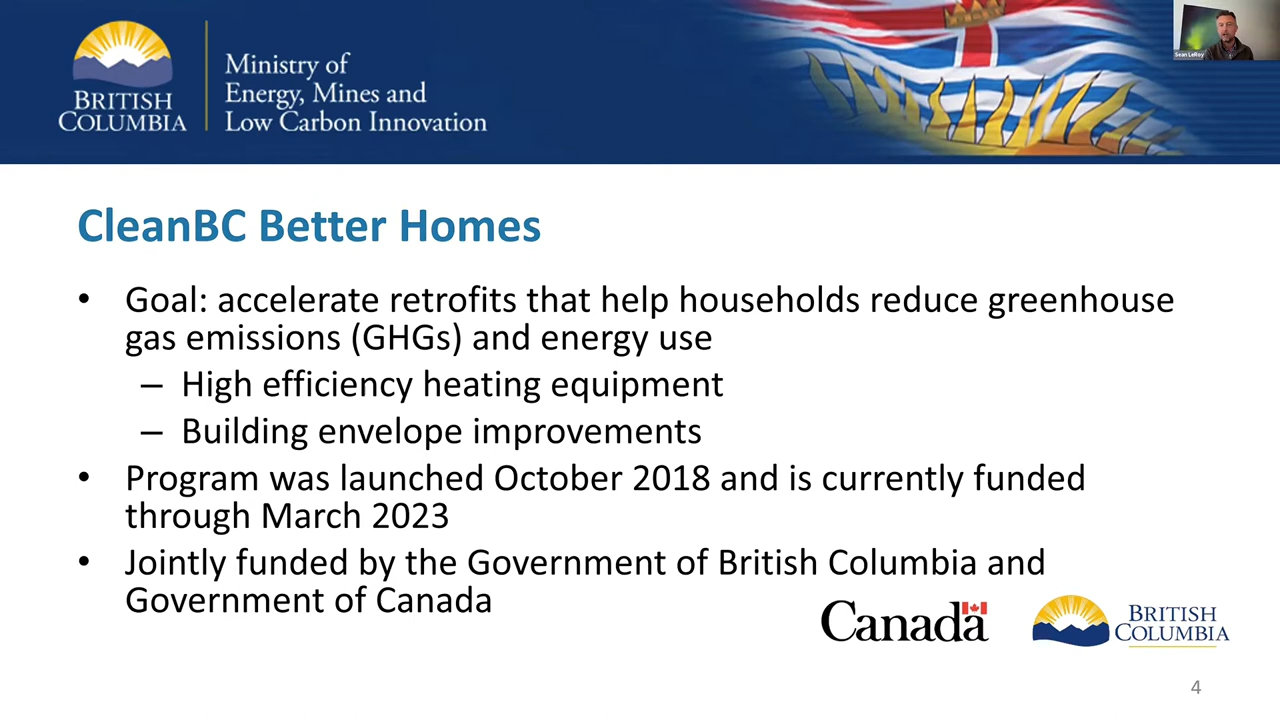 BRITISH
COLUMBIA
Ministry of
Energy, Mines and
Low Carbon Innovation
Sean LeRoy
CleanBC Better Homes
• Goal: accelerate retrofits that help households reduce greenhouse
gas emissions (GHGs) and energy use
– High efficiency heating equipment
– Building envelope improvements
• Program was launched October 2018 and is currently funded
through March 2023
• Jointly funded by the Government of British Columbia and
Government of Canada
Canada
BRITISH
COLUMBIA
4